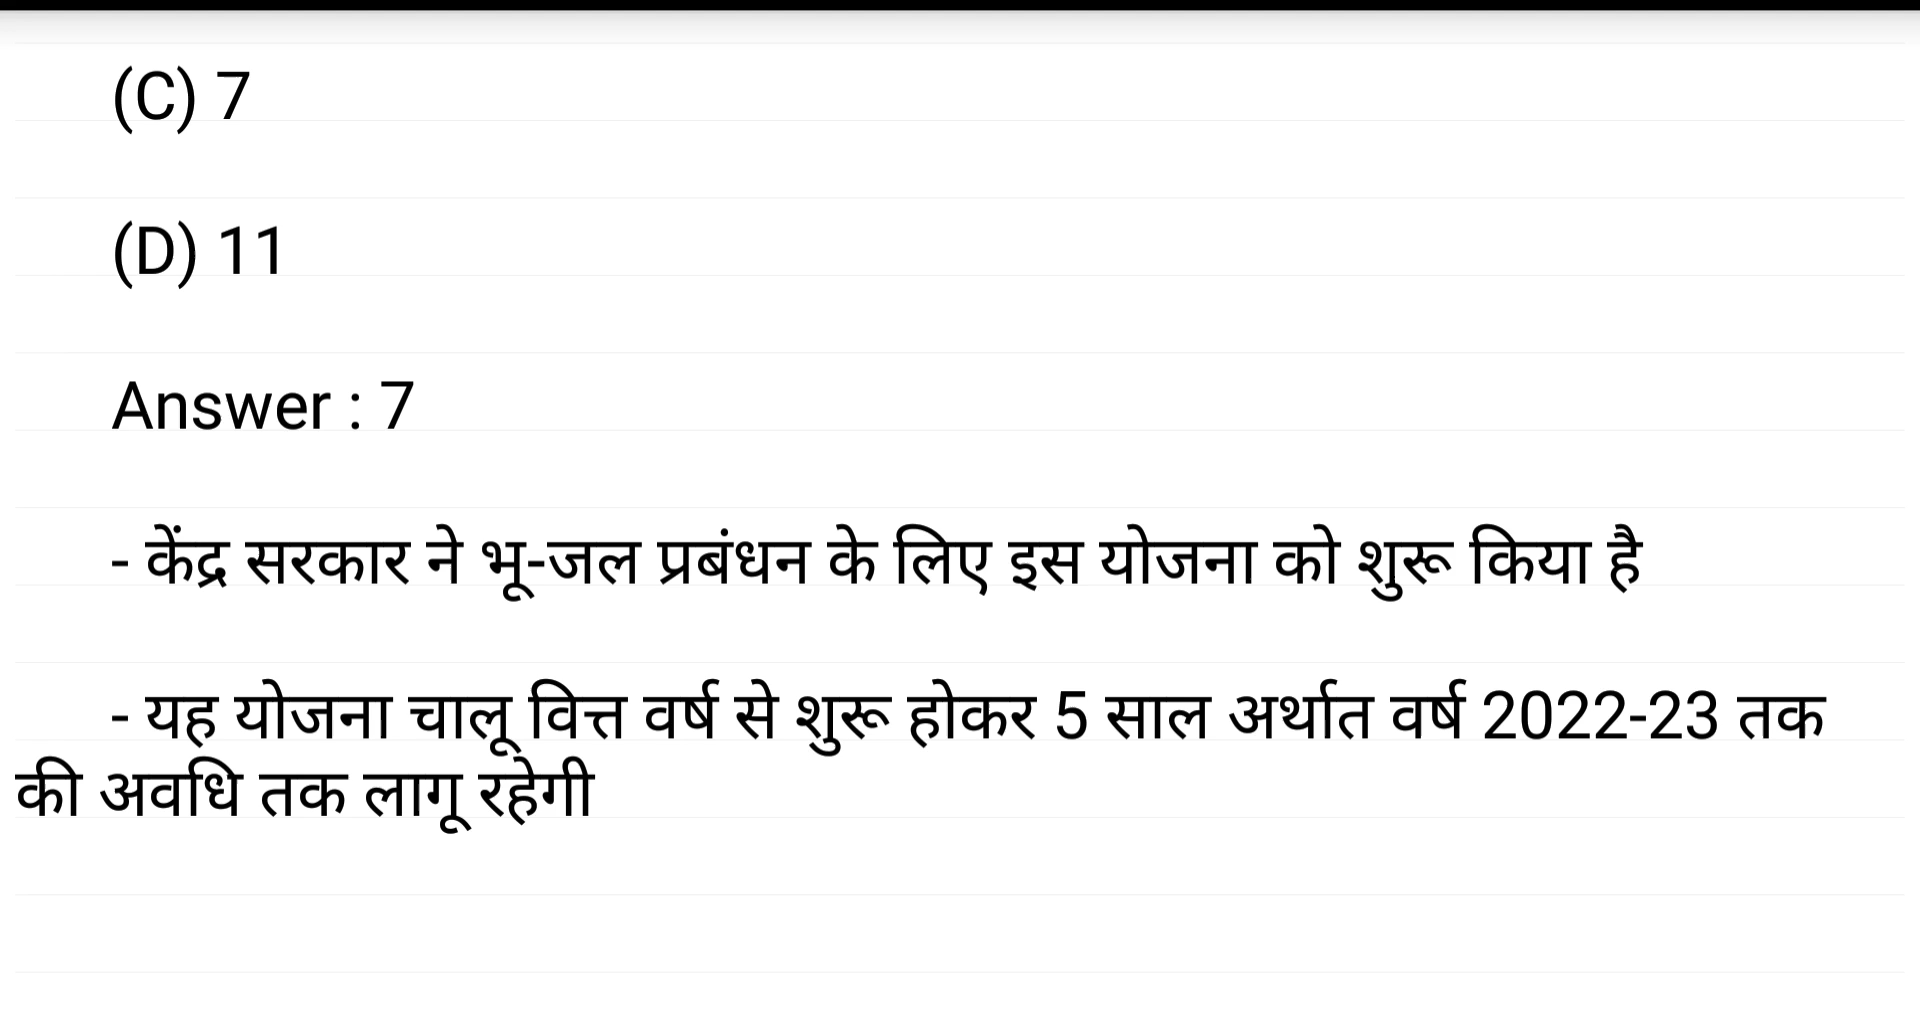 (C) 7
(D) 11
Answer : 7
- केंद्र सरकार ने भू-जल प्रबंधन के लिए इस योजना को शुरू किया है
- यह योजना चालू वित्त वर्ष से शुरू होकर 5 साल अर्थात वर्ष 2022-23 तक
की अवधि तक लागू रहेगी